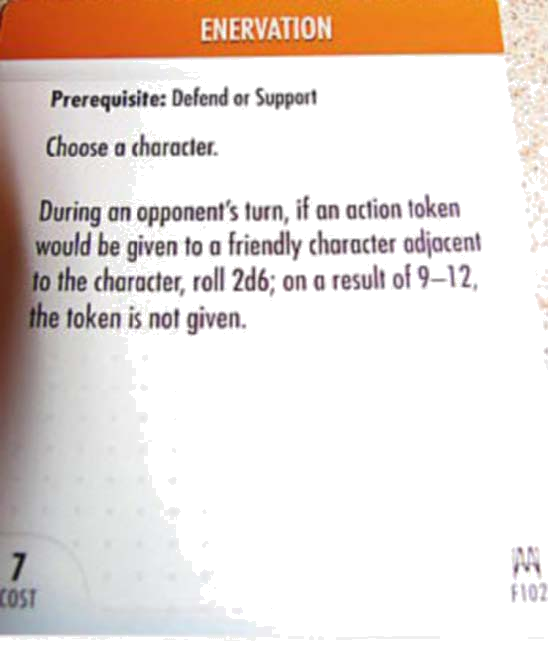 ENERVATION
Prerequisite: Defend or Support
Choose a character.
During an opponent's turn, if an action token
would be given to a friendly character adjacent
to the character, roll 2d6; on a result of 9–12,
the token is not given.
7
COST
F102